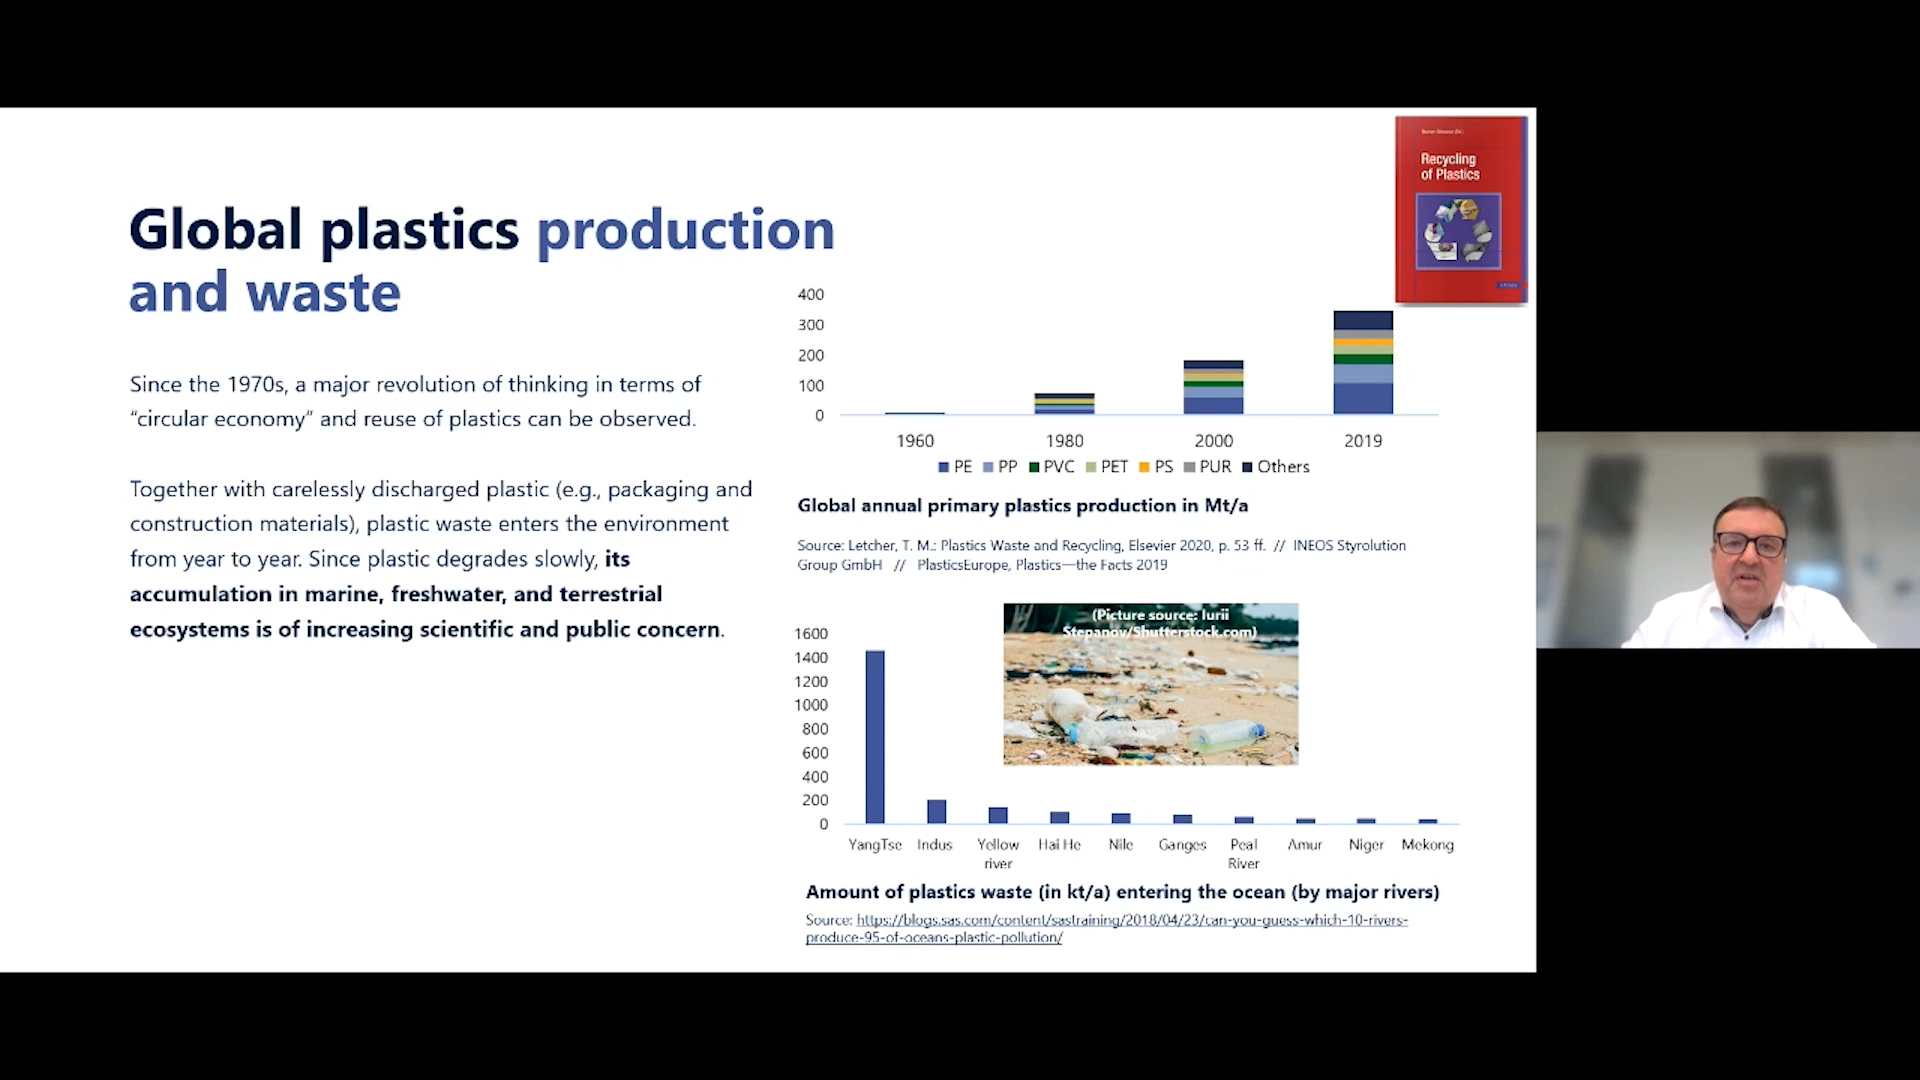 Recycling
of Plastics
Global plastics production
and waste
Since the 1970s, a major revolution of thinking in terms of
“circular economy” and reuse of plastics can be observed.
Together with carelessly discharged plastic (e.g., packaging and
construction materials), plastic waste enters the environment
from year to year. Since plastic degrades slowly, its
accumulation in marine, freshwater, and terrestrial
ecosystems is of increasing scientific and public concern.
400
300
200
100
0
1960 1980 2000 2019
PE PP PVC PET PS PUR Others
Global annual primary plastics production in Mt/a
Source: Letcher, T. M.: Plastics Waste and Recycling, Elsevier 2020, p. 53 ff. // INEOS Styrolution
Group GmbH // PlasticsEurope, Plastics—the Facts 2019
(Picture source: Iurii
Stepanov/Shutterstock.com)
1600
1400
1200
1000
800
600
400
200
0
YangTse Indus Yellow Hai He Nile Ganges Peal Amur Niger Mekong
river River
Amount of plastics waste (in kt/a) entering the ocean (by major rivers)
Source: https://blogs.sas.com/content/sastraining/2018/04/23/can-you-guess-which-10-rivers-
produce-95-of-oceans-plastic-pollution/